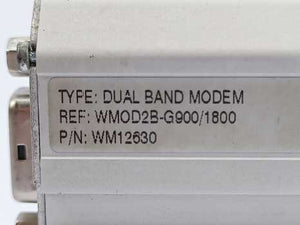 TYPE: DUAL BAND MODEM
REF: WMOD2B-G900/1800
P/N: WM12630